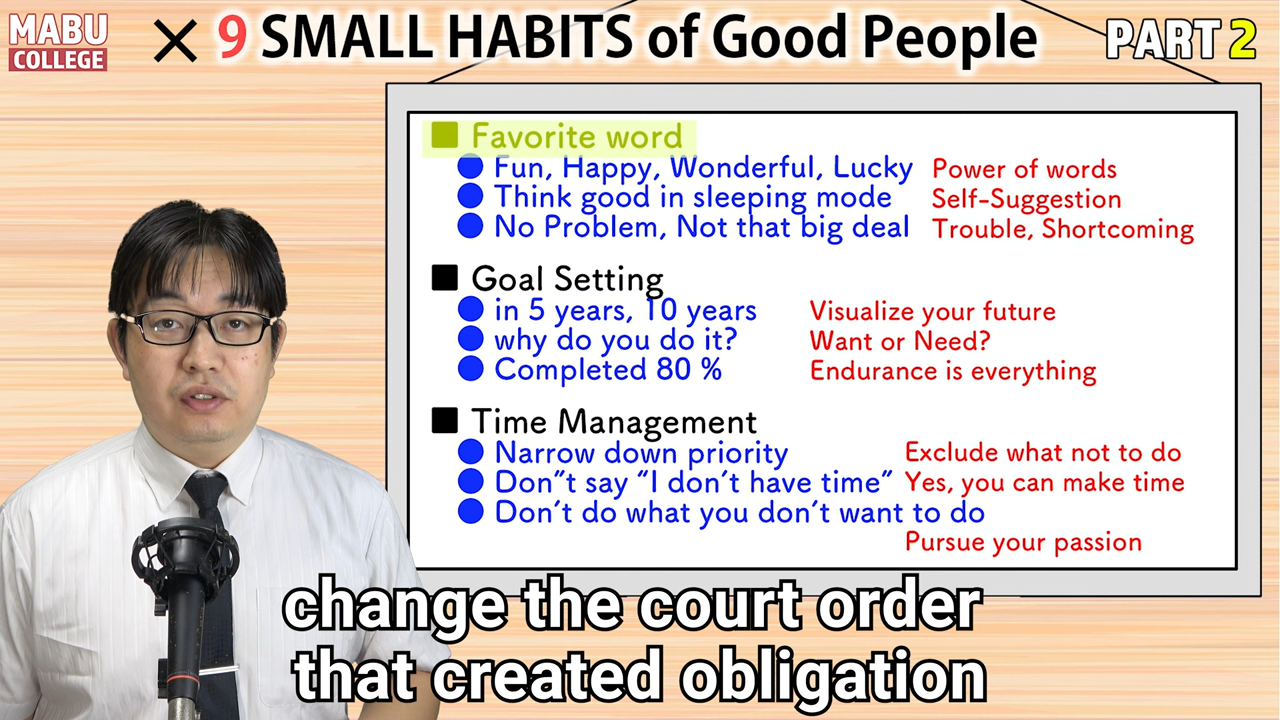 MABU
COLLEGE
× 9 SMALL HABITS of Good People
PART 2
■ Favorite word
● Fun, Happy, Wonderful, Lucky Power of words
● Think good in sleeping mode Self-Suggestion
● No Problem, Not that big deal Trouble, Shortcoming
■ Goal Setting
● in 5 years, 10 years Visualize your future
● why do you do it? Want or Need?
● Completed 80 % Endurance is everything
■ Time Management
● Narrow down priority Exclude what not to do
● Don”t say “I don’t have time” Yes, you can make time
● Don’t do what you don’t want to do
Pursue your passion
change the court order
that created obligation